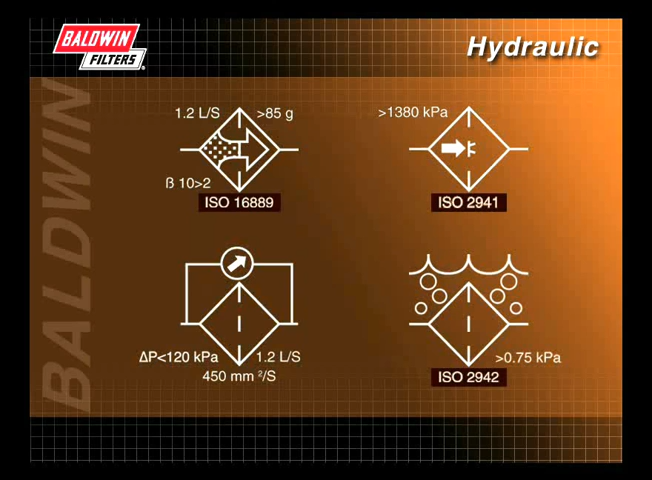 BALDWIN
FILTERS
Hydraulic
BALDWIN
1.2 L/S
>85 g
ß 10>2
ISO 16889
>1380 kPa
ISO 2941
ΔP<120 kPa
1.2 L/S
450 mm ²/S
>0.75 kPa
ISO 2942